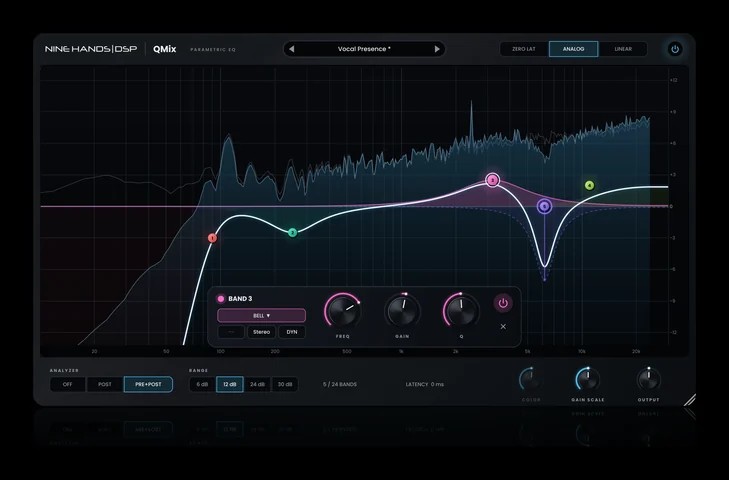 NINE HANDS|DSP QMix PARAMETRIC EQ
Vocal Presence *
ZERO LAT ANALOG LINEAR
+12
+9
+6
+3
0
-3
-6
-9
-12
BAND 3
BELL ▼
Stereo DYN
FREQ GAIN Q
20 50 100 200 500 1k 2k 5k 10k 20k
ANALYZER
OFF POST PRE+POST
RANGE
6 dB 12 dB 24 dB 30 dB
5 / 24 BANDS
LATENCY 0 ms
GAIN SCALE OUTPUT